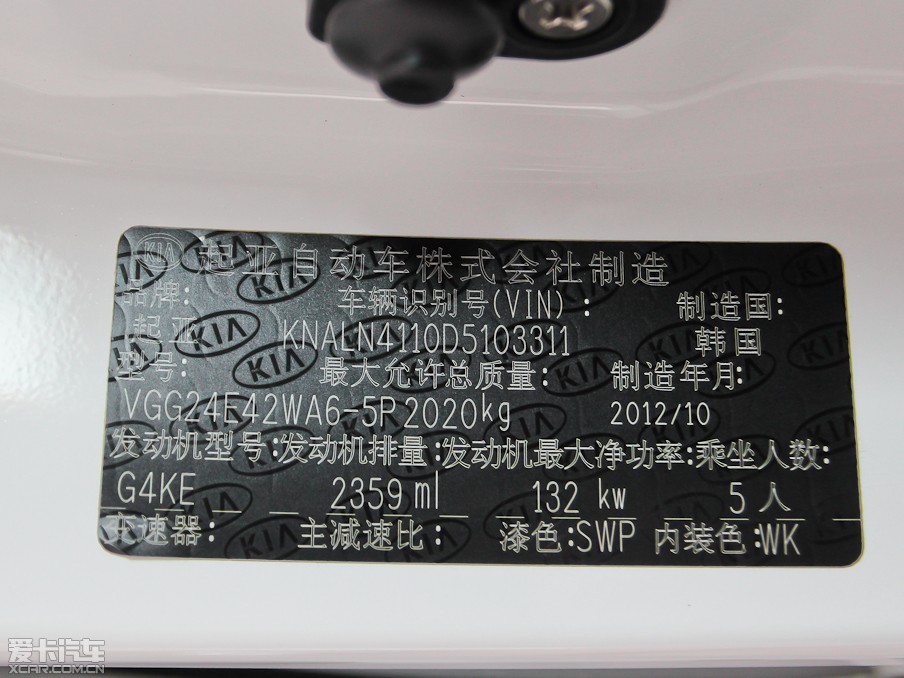 KIA 起亚自动车株式会社制造
品牌: 车辆识别号(VIN): 制造国:
起亚 KNALN4110D5103311 韩国
型号: 最大允许总质量: 制造年月:
VGG24E42WA6-5P 2020kg 2012/10
发动机型号:发动机排量:发动机最大净功率:乘坐人数:
G4KE 2359 ml 132 kw 5 人
变速器: 主减速比: 漆色:SWP 内装色:WK
爱卡汽车
XCAR.COM.CN